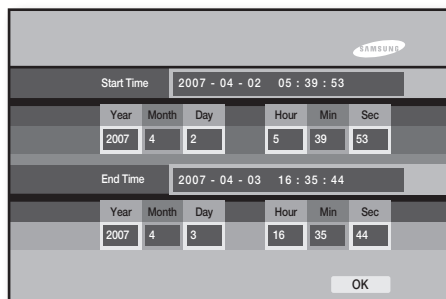 SAMSUNG
Start Time 2007 - 04 - 02 05 : 39 : 53
Year Month Day Hour Min Sec
2007 4 2 5 39 53
End Time 2007 - 04 - 03 16 : 35 : 44
Year Month Day Hour Min Sec
2007 4 3 16 35 44
OK